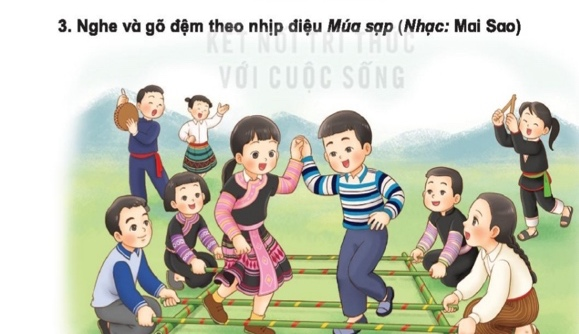 3. Nghe và gõ đệm theo nhịp điệu Múa sạp (Nhạc: Mai Sao)
KẾT NỐI TRI THỨC
VỚI CUỘC SỐNG